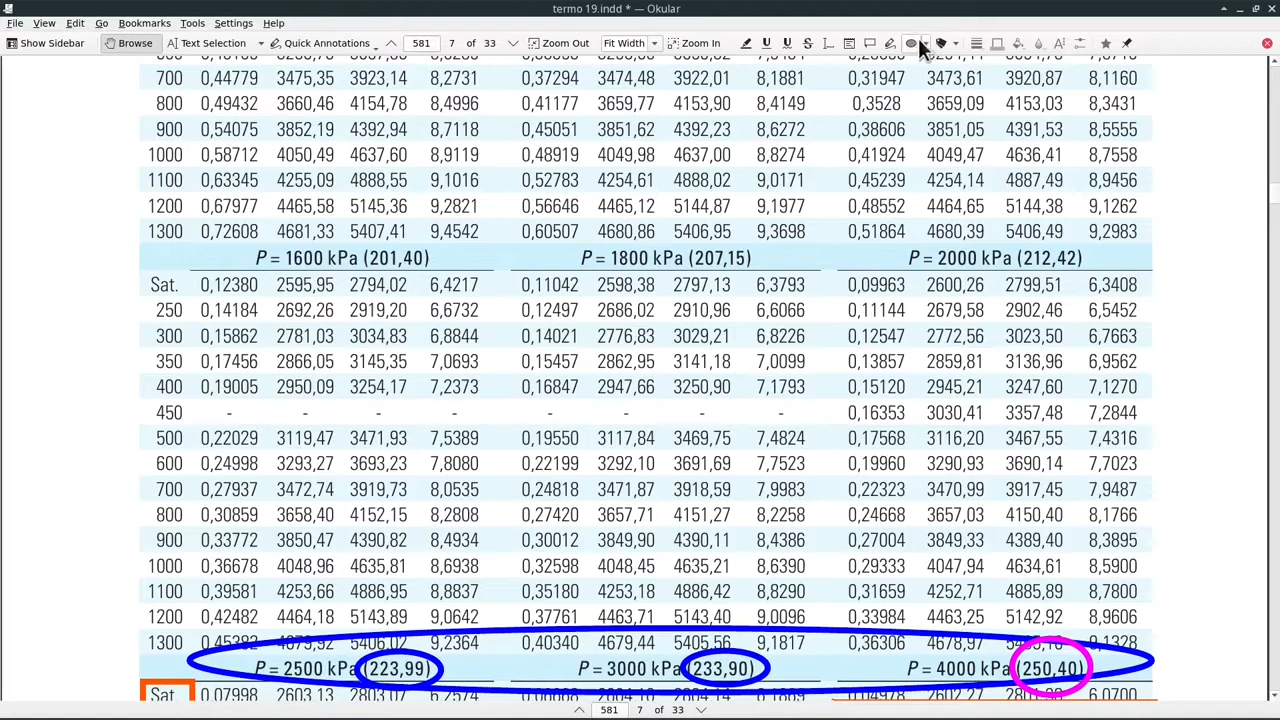 termo 19.indd * — Okular
File View Edit Go Bookmarks Tools Settings Help
Show Sidebar Browse Text Selection Quick Annotations 581 7 of 33 Zoom Out Fit Width Zoom In
700 0,44779 3475,35 3923,14 8,2731 0,37294 3474,48 3922,01 8,1881 0,31947 3473,61 3920,87 8,1160
800 0,49432 3660,46 4154,78 8,4996 0,41177 3659,77 4153,90 8,4149 0,3528 3659,09 4153,03 8,3431
900 0,54075 3852,19 4392,94 8,7118 0,45051 3851,62 4392,23 8,6272 0,38606 3851,05 4391,53 8,5555
1000 0,58712 4050,49 4637,60 8,9119 0,48919 4049,98 4637,00 8,8274 0,41924 4049,47 4636,41 8,7558
1100 0,63345 4255,09 4888,55 9,1016 0,52783 4254,61 4888,02 9,0171 0,45239 4254,14 4887,49 8,9456
1200 0,67977 4465,58 5145,36 9,2821 0,56646 4465,12 5144,87 9,1977 0,48552 4464,65 5144,38 9,1262
1300 0,72608 4681,33 5407,41 9,4542 0,60507 4680,86 5406,95 9,3698 0,51864 4680,39 5406,49 9,2983
P = 1600 kPa (201,40) P = 1800 kPa (207,15) P = 2000 kPa (212,42)
Sat. 0,12380 2595,95 2794,02 6,4217 0,11042 2598,38 2797,13 6,3793 0,09963 2600,26 2799,51 6,3408
250 0,14184 2692,26 2919,20 6,6732 0,12497 2686,02 2910,96 6,6066 0,11144 2679,58 2902,46 6,5452
300 0,15862 2781,03 3034,83 6,8844 0,14021 2776,83 3029,21 6,8226 0,12547 2772,56 3023,50 6,7663
350 0,17456 2866,05 3145,35 7,0693 0,15457 2862,95 3141,18 7,0099 0,13857 2859,81 3136,96 6,9562
400 0,19005 2950,09 3254,17 7,2373 0,16847 2947,66 3250,90 7,1793 0,15120 2945,21 3247,60 7,1270
450 - - - - - - - - 0,16353 3030,41 3357,48 7,2844
500 0,22029 3119,47 3471,93 7,5389 0,19550 3117,84 3469,75 7,4824 0,17568 3116,20 3467,55 7,4316
600 0,24998 3293,27 3693,23 7,8080 0,22199 3292,10 3691,69 7,7523 0,19960 3290,93 3690,14 7,7023
700 0,27937 3472,74 3919,73 8,0535 0,24818 3471,87 3918,59 7,9983 0,22323 3470,99 3917,45 7,9487
800 0,30859 3658,40 4152,15 8,2808 0,27420 3657,71 4151,27 8,2258 0,24668 3657,03 4150,40 8,1766
900 0,33772 3850,47 4390,82 8,4934 0,30012 3849,90 4390,11 8,4386 0,27004 3849,33 4389,40 8,3895
1000 0,36678 4048,96 4635,81 8,6938 0,32598 4048,45 4635,21 8,6390 0,29333 4047,94 4634,61 8,5900
1100 0,39581 4253,66 4886,95 8,8837 0,35180 4253,18 4886,42 8,8290 0,31659 4252,71 4885,89 8,7800
1200 0,42482 4464,18 5143,89 9,0642 0,37761 4463,71 5143,40 9,0096 0,33984 4463,25 5142,92 8,9606
1300 0,45382 5406,02 9,2364 0,40340 4679,44 5405,56 9,1817 0,36306 4678,97 9,1328
P = 2500 kPa (223,99) P = 3000 kPa (233,90) P = 4000 kPa (250,40)
Sat. 0,07998 2603,13 2803,07 6,2574 0,04978 2602,27 6,0700
581 7 of 33